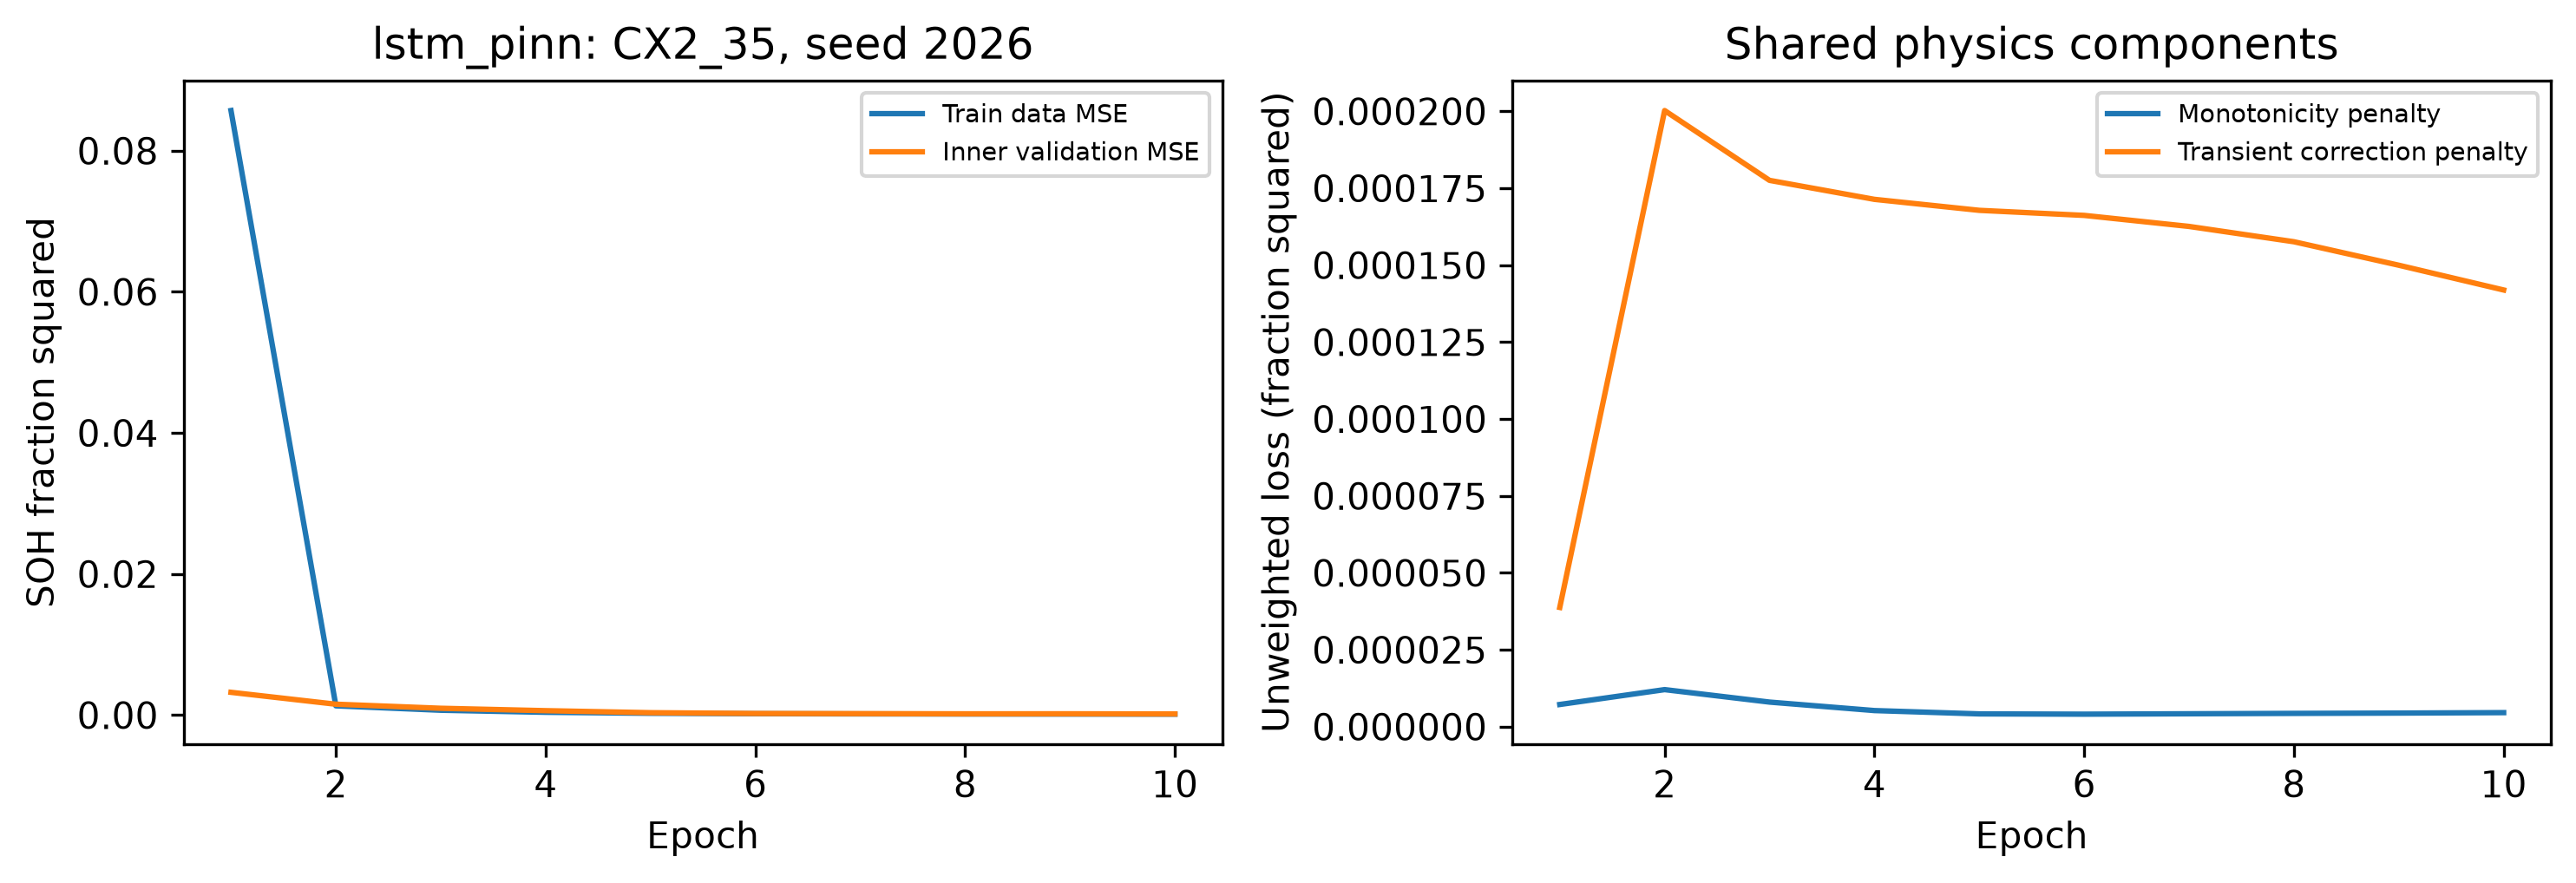 lstm_pinn: CX2_35, seed 2026
SOH fraction squared
0.08
0.06
0.04
0.02
0.00
Train data MSE
Inner validation MSE
2
4
6
8
10
Epoch
Shared physics components
Unweighted loss (fraction squared)
0.000200
0.000175
0.000150
0.000125
0.000100
0.000075
0.000050
0.000025
0.000000
Monotonicity penalty
Transient correction penalty
2
4
6
8
10
Epoch